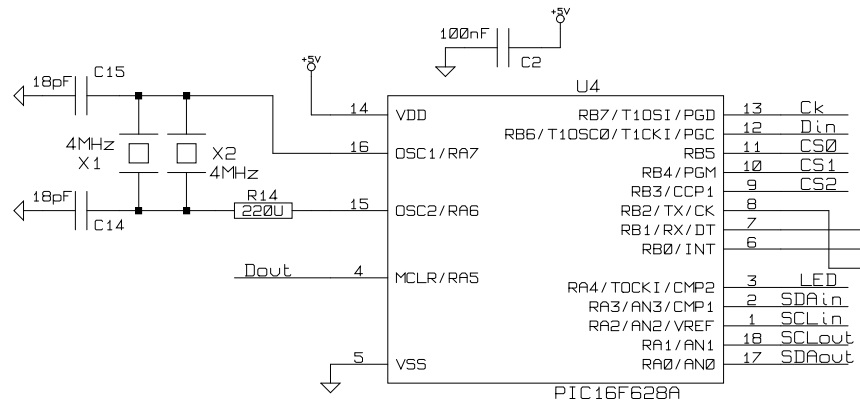 +5V
100nF
C2
+5V
U4
18pF
C15
4MHz
X1
X2
4MHz
18pF
C14
R14
220U
14
VDD
16
OSC1/RA7
15
OSC2/RA6
Dout
4
MCLR/RA5
5
VSS
RB7/T1OSI/PGD
13
Ck
RB6/T1OSCO/T1CKI/PGC
12
Din
RB5
11
CS0
RB4/PGM
10
CS1
RB3/CCP1
9
CS2
RB2/TX/CK
8
RB1/RX/DT
7
RB0/INT
6
RA4/TOCKI/CMP2
3
LED
RA3/AN3/CMP1
2
SDAin
RA2/AN2/VREF
1
SCLin
RA1/AN1
18
SCLout
RA0/AN0
17
SDAout
PIC16F628A